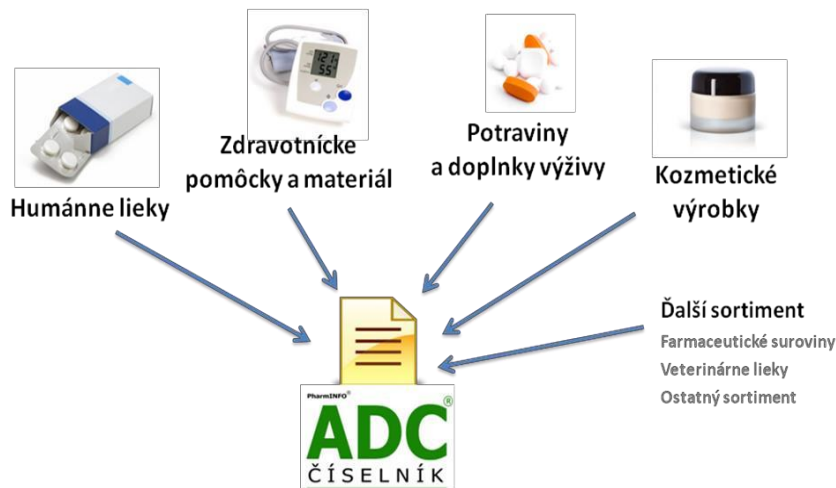 Humánne lieky
Zdravotnícke
pomôcky a materiál
Potraviny
a doplnky výživy
Kozmetické
výrobky
Ďalší sortiment
Farmaceutické suroviny
Veterinárne lieky
Ostatný sortiment
PharmINFO®
ADC®
ČÍSELNÍK